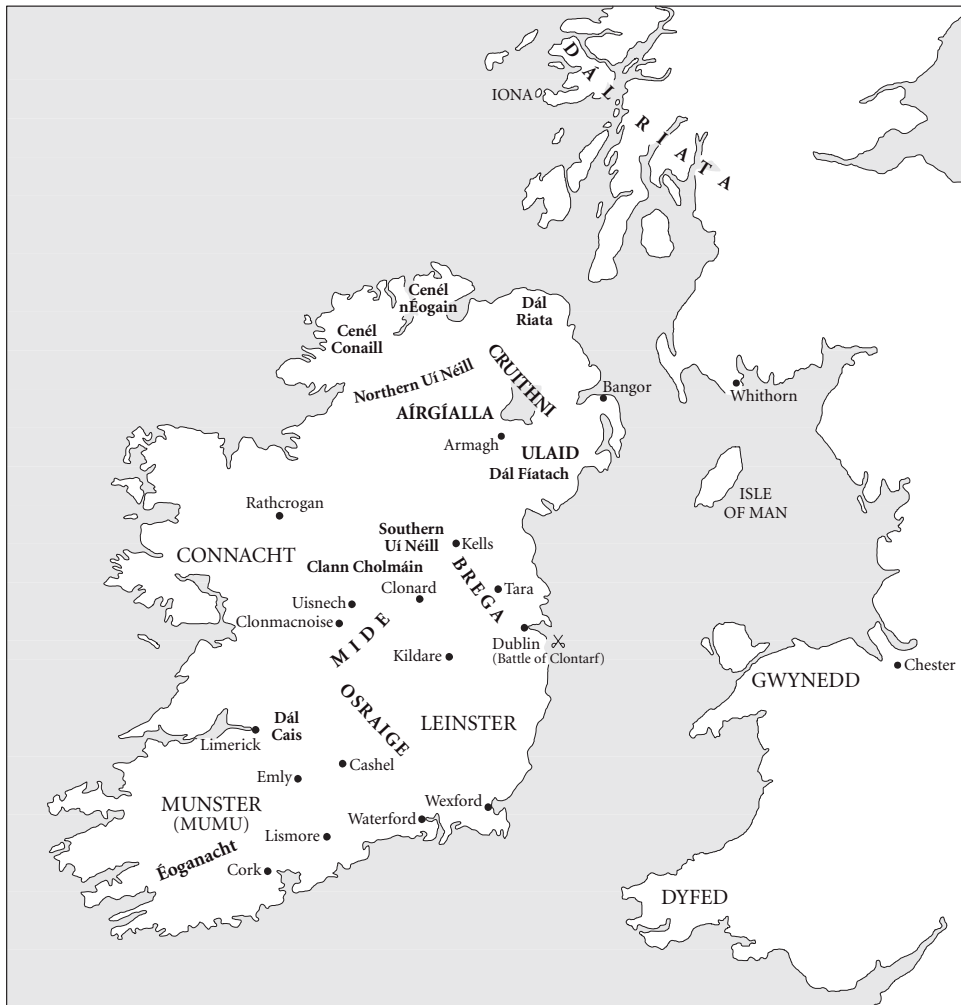 DÁL RIATA
IONA
Cenél
nÉogain
Dál
Riata
Cenél
Conaill
Northern Uí Néill
CRUITHNI
Bangor
Whithorn
AÍRGÍALLA
Armagh
ULAID
Dál Fíatach
ISLE
OF MAN
Rathcrogan
Southern
Uí Néill
Kells
CONNACHT
Clann Cholmáin
BREGA
Tara
Clonard
Uisnech
Clonmacnoise
MIDE
Dublin
(Battle of Clontarf)
Kildare
Chester
GWYNEDD
OSRAIGE
LEINSTER
Dál
Cais
Limerick
Cashel
Emly
MUNSTER
(MUMU)
Wexford
Waterford
Lismore
Éoganacht
Cork
DYFED